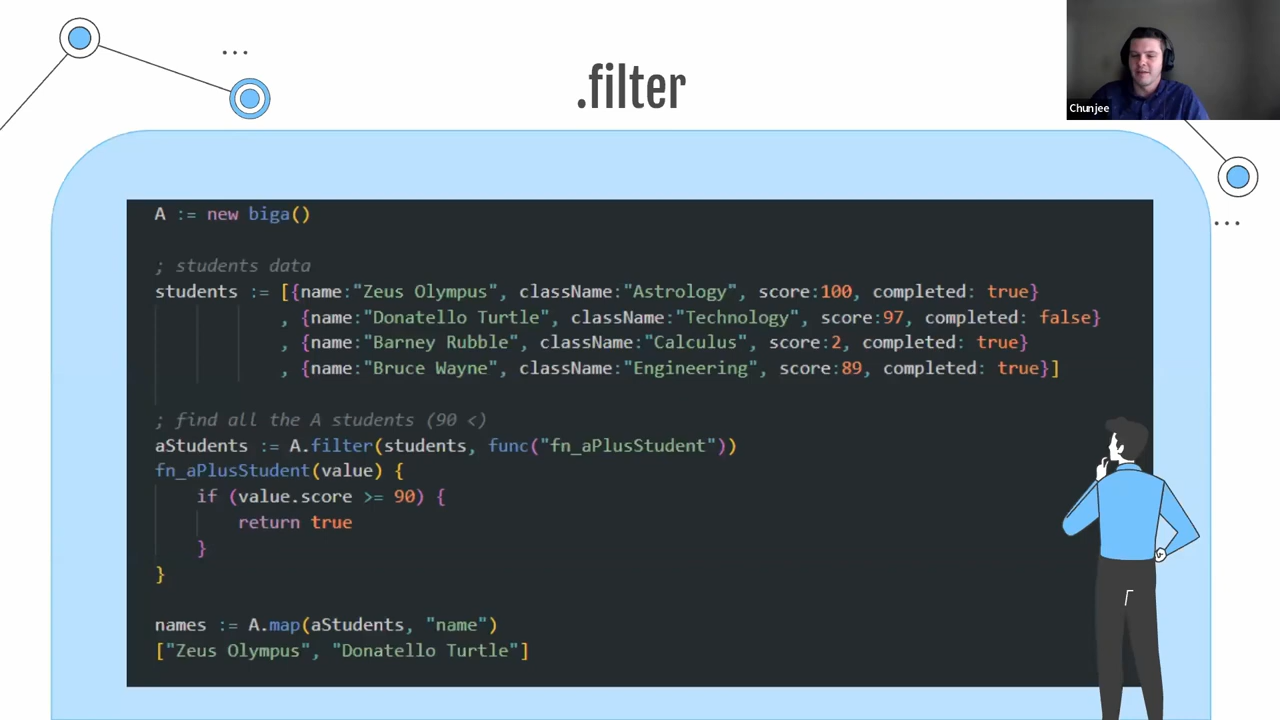 .filter
Chunjee
A := new biga()
; students data
students := [{name:"Zeus Olympus", className:"Astrology", score:100, completed: true}
, {name:"Donatello Turtle", className:"Technology", score:97, completed: false}
, {name:"Barney Rubble", className:"Calculus", score:2, completed: true}
, {name:"Bruce Wayne", className:"Engineering", score:89, completed: true}]
; find all the A students (90 <)
aStudents := A.filter(students, func("fn_aPlusStudent"))
fn_aPlusStudent(value) {
if (value.score >= 90) {
return true
}
}
names := A.map(aStudents, "name")
["Zeus Olympus", "Donatello Turtle"]